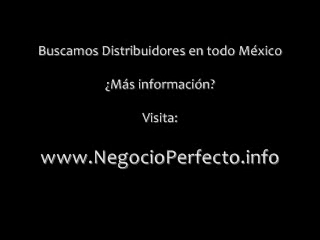 Buscamos Distribuidores en todo México
¿Más información?
Visita:
www.NegocioPerfecto.info